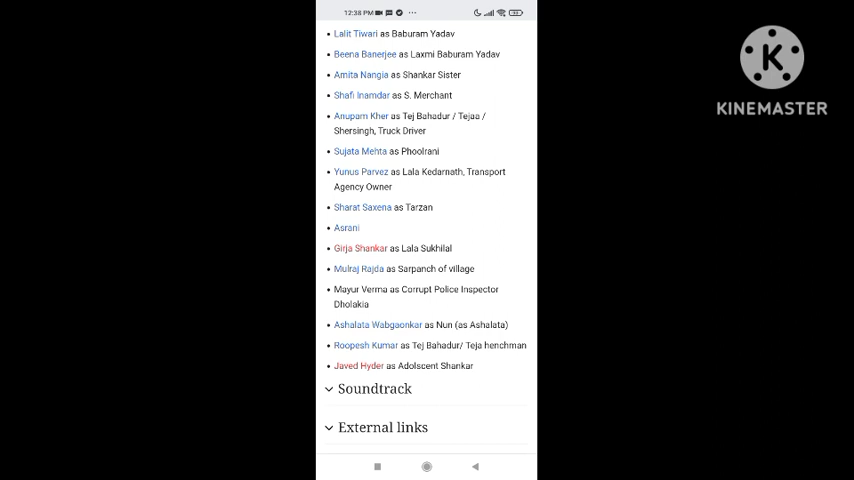 12:38 PM
Lalit Tiwari as Baburam Yadav
Beena Banerjee as Laxmi Baburam Yadav
Amita Nangia as Shankar Sister
Shafi Inamdar as S. Merchant
Anupam Kher as Tej Bahadur / Tejaa /
Shersingh, Truck Driver
Sujata Mehta as Phoolrani
Yunus Parvez as Lala Kedarnath, Transport
Agency Owner
Sharat Saxena as Tarzan
Asrani
Girja Shankar as Lala Sukhilal
Mulraj Rajda as Sarpanch of village
Mayur Verma as Corrupt Police Inspector
Dholakia
Ashalata Wabgaonkar as Nun (as Ashalata)
Roopesh Kumar as Tej Bahadur/ Teja henchman
Javed Hyder as Adolscent Shankar
Soundtrack
External links
K
KINEMASTER